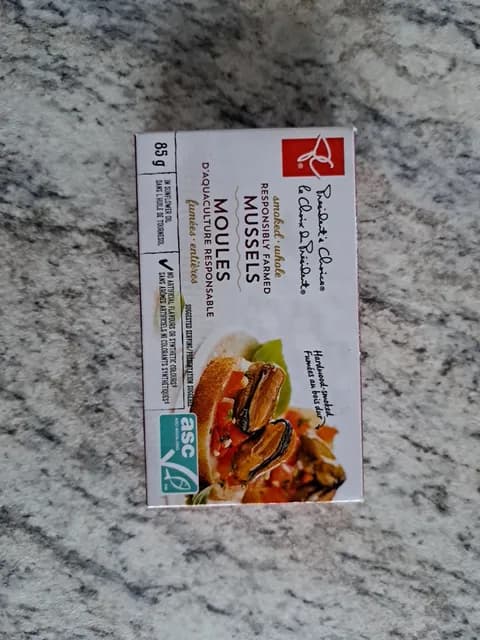 PC
President's Choice®
le Choix du Président®
smoked · whole
RESPONSIBLY FARMED
MUSSELS
MOULES
D'AQUACULTURE RESPONSABLE
fumées · entières
Hardwood-smoked
Fumées au bois dur
85 g
IN SUNFLOWER OIL
DANS L'HUILE DE TOURNESOL
NO ARTIFICIAL FLAVOURS OR SYNTHETIC COLOURS
SANS ARÔMES ARTIFICIELS NI COLORANTS SYNTHÉTIQUES
asc